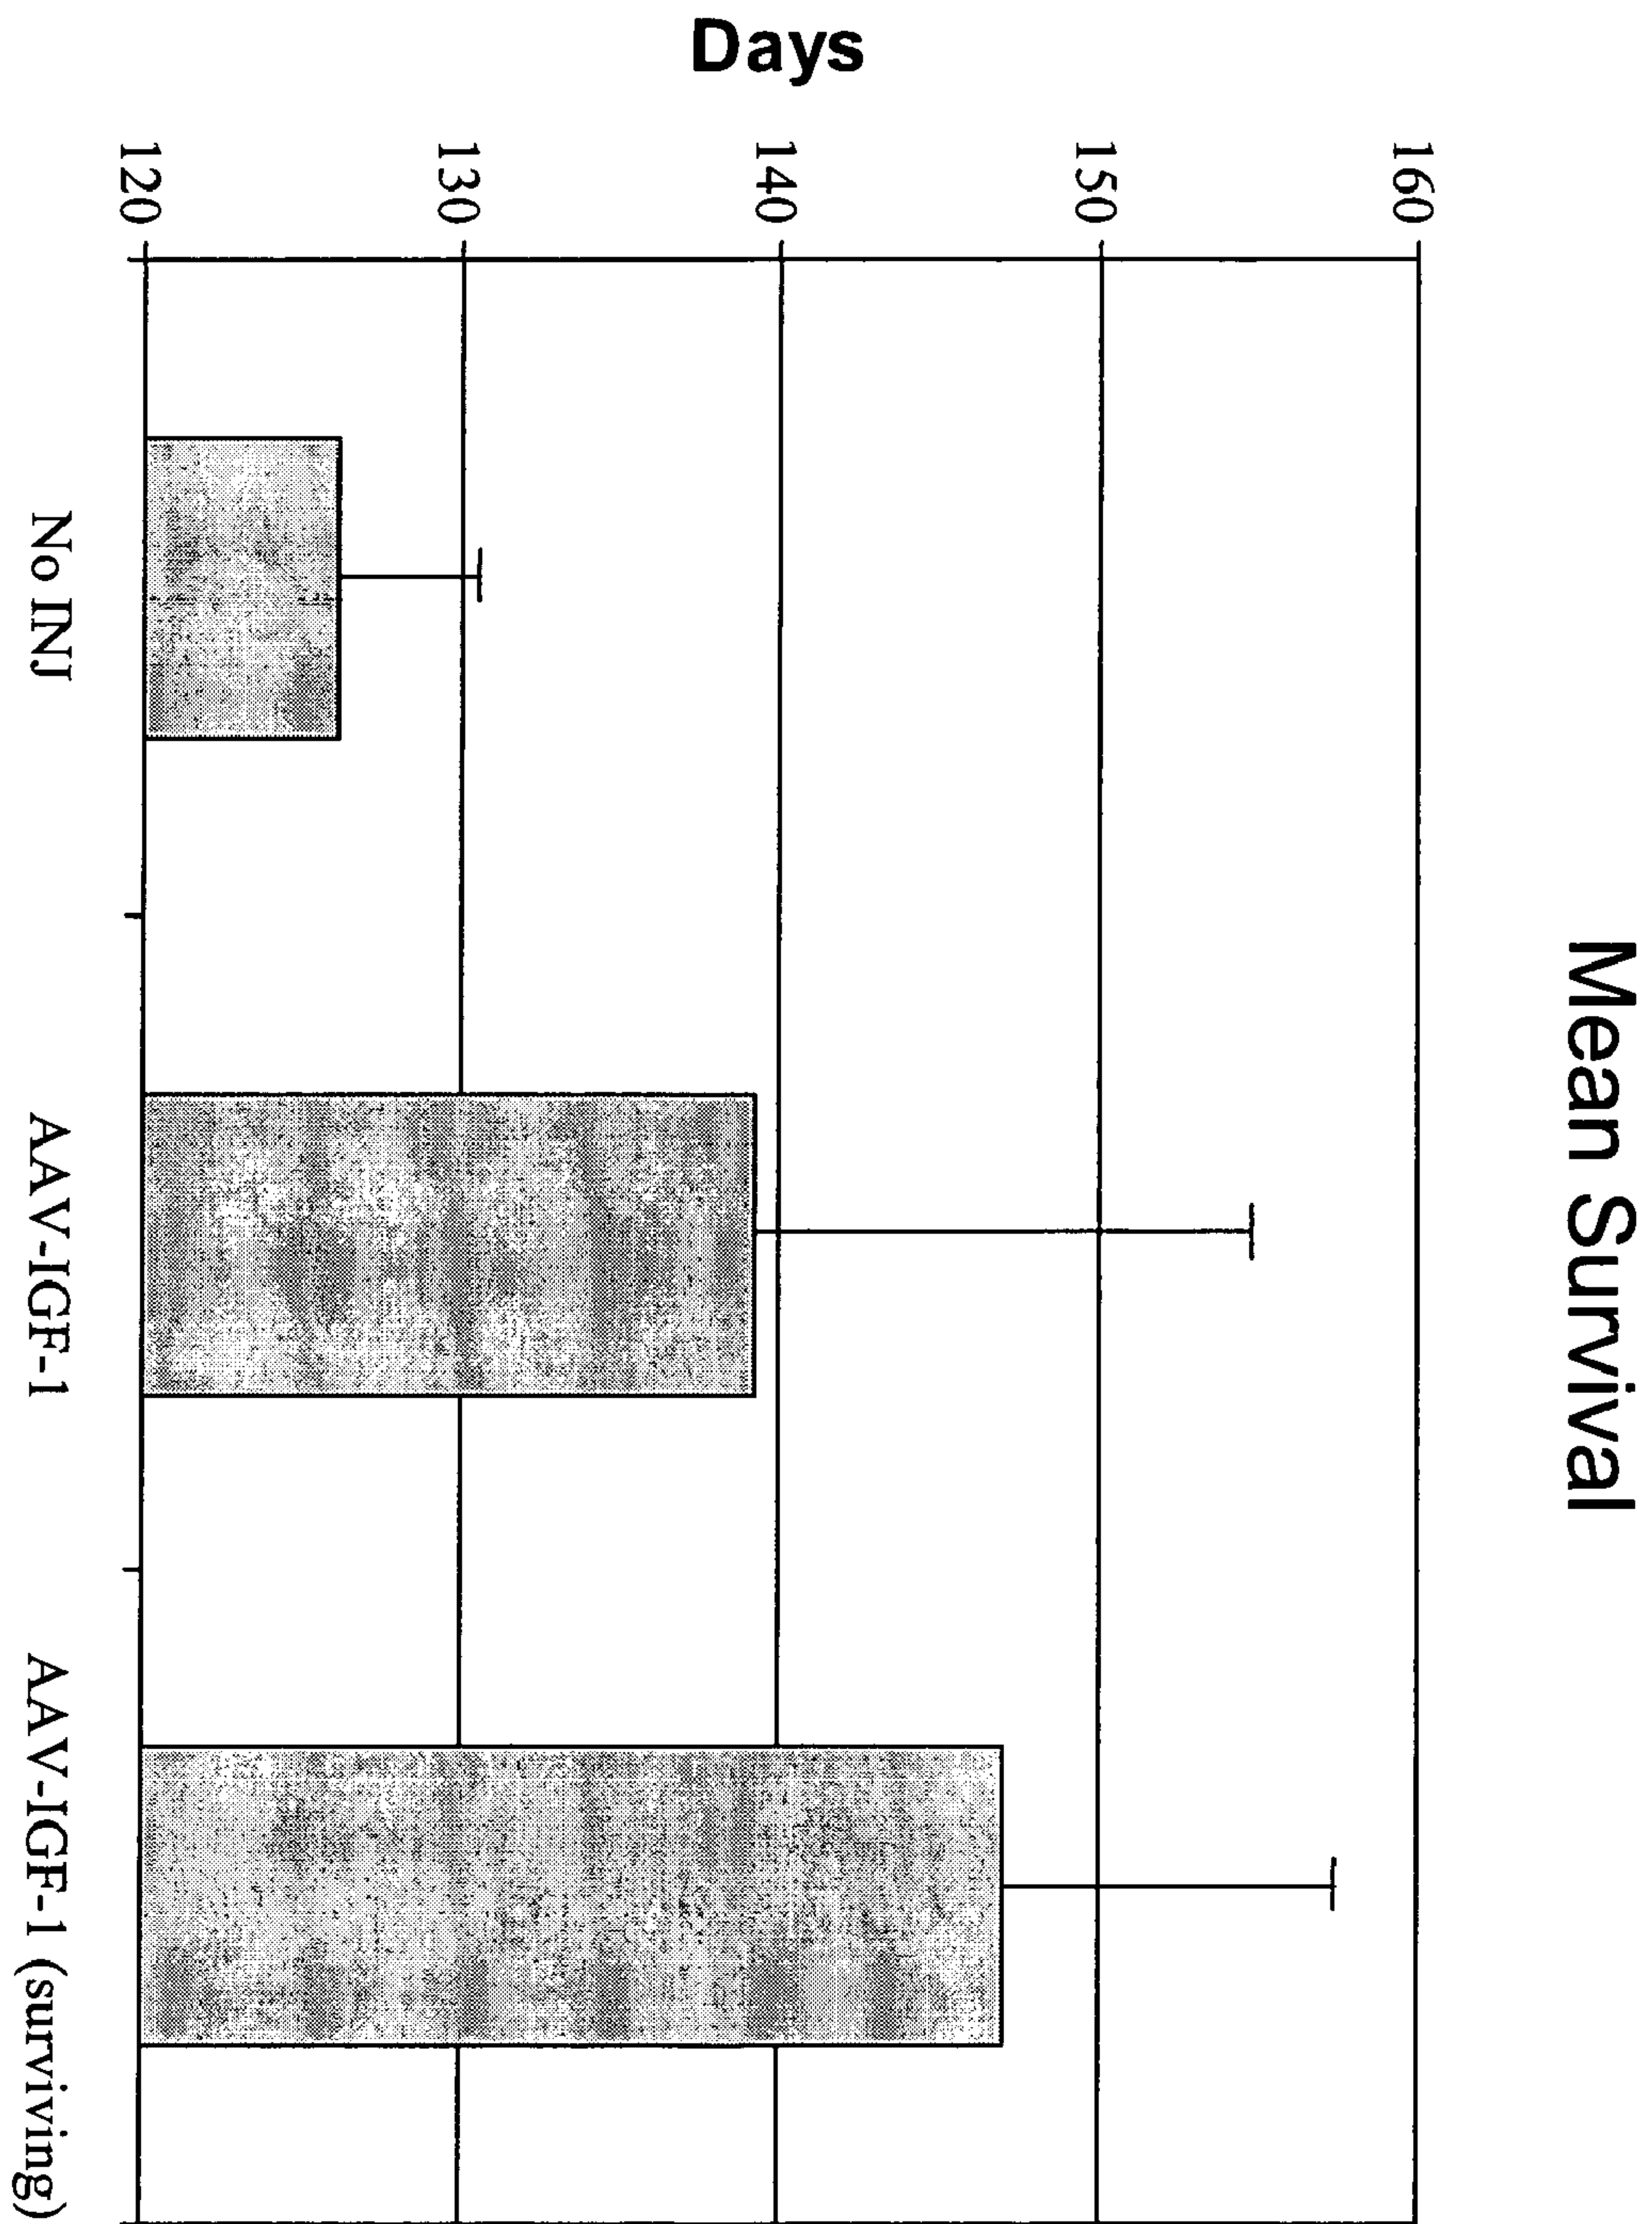 Mean Survival
Days
160
150
140
130
120
No INJ
AAV-IGF-1
AAV-IGF-1 (surviving)